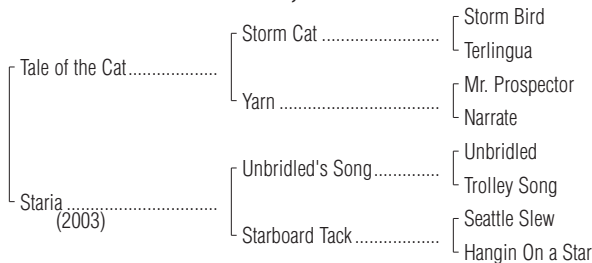 Storm Bird
Storm Cat ........................
Terlingua
Tale of the Cat..................
Mr. Prospector
Yarn ................................
Narrate
Unbridled
Unbridled's Song.............
Trolley Song
Staria ..............................
(2003)
Seattle Slew
Starboard Tack .................
Hangin On a Star